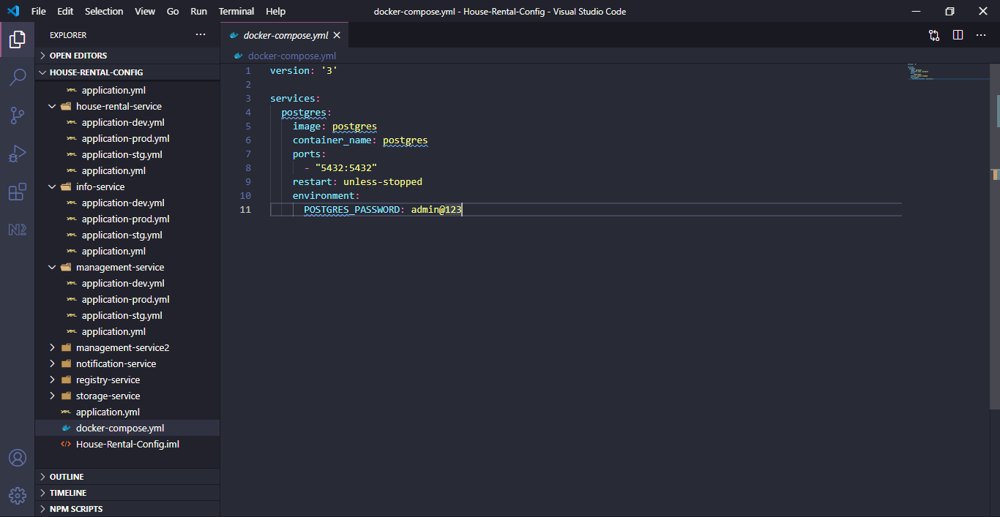 File Edit Selection View Go Run Terminal Help
docker-compose.yml - House-Rental-Config - Visual Studio Code
EXPLORER
OPEN EDITORS
HOUSE-RENTAL-CONFIG
application.yml
house-rental-service
application-dev.yml
application-prod.yml
application-stg.yml
application.yml
info-service
application-dev.yml
application-prod.yml
application-stg.yml
application.yml
management-service
application-dev.yml
application-prod.yml
application-stg.yml
application.yml
management-service2
notification-service
registry-service
storage-service
application.yml
docker-compose.yml
House-Rental-Config.iml
OUTLINE
TIMELINE
NPM SCRIPTS
docker-compose.yml
docker-compose.yml
1 version: '3'
2
3 services:
4 postgres:
5 image: postgres
6 container_name: postgres
7 ports:
8 - "5432:5432"
9 restart: unless-stopped
10 environment:
11 POSTGRES_PASSWORD: admin@123